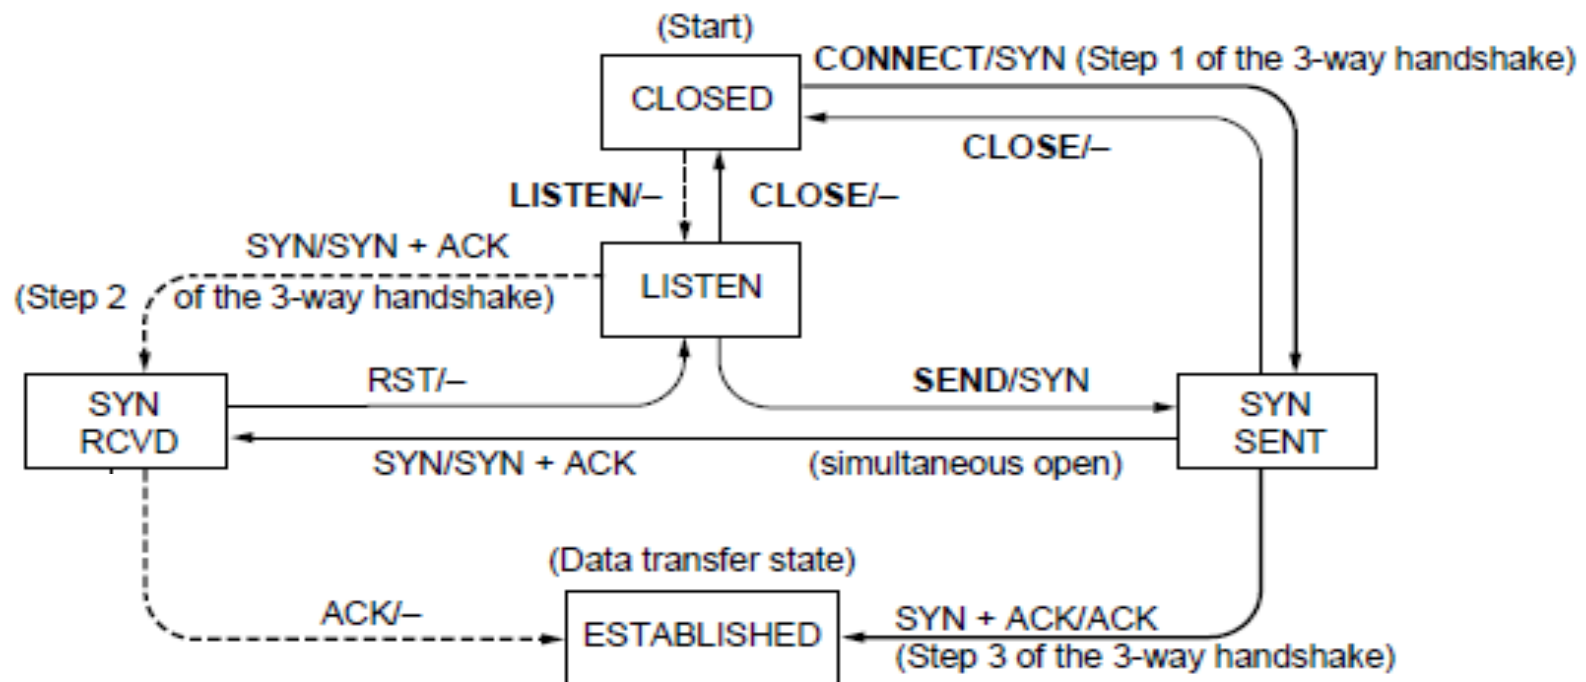 (Start)
CONNECT/SYN (Step 1 of the 3-way handshake)
CLOSED
CLOSE/–
LISTEN/–
CLOSE/–
SYN/SYN + ACK
(Step 2 of the 3-way handshake)
LISTEN
RST/–
SEND/SYN
SYN
RCVD
SYN
SENT
SYN/SYN + ACK
(simultaneous open)
(Data transfer state)
ACK/–
ESTABLISHED
SYN + ACK/ACK
(Step 3 of the 3-way handshake)